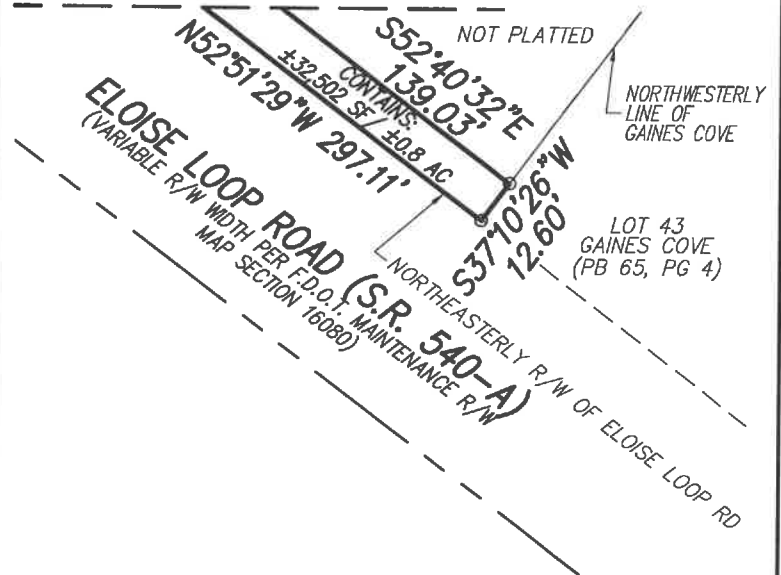 NOT PLATTED
S52°40'32"E
139.03'
CONTAINS:
±32,502 SF / ±0.8 AC
N52°51'29"W 297.11'
NORTHWESTERLY
LINE OF
GAINES COVE
S37°10'26"W
12.60'
LOT 43
GAINES COVE
(PB 65, PG 4)
ELOISE LOOP ROAD (S.R. 540-A)
(VARIABLE R/W WIDTH PER F.D.O.T. MAINTENANCE R/W
MAP SECTION 16080)
NORTHEASTERLY R/W OF ELOISE LOOP RD